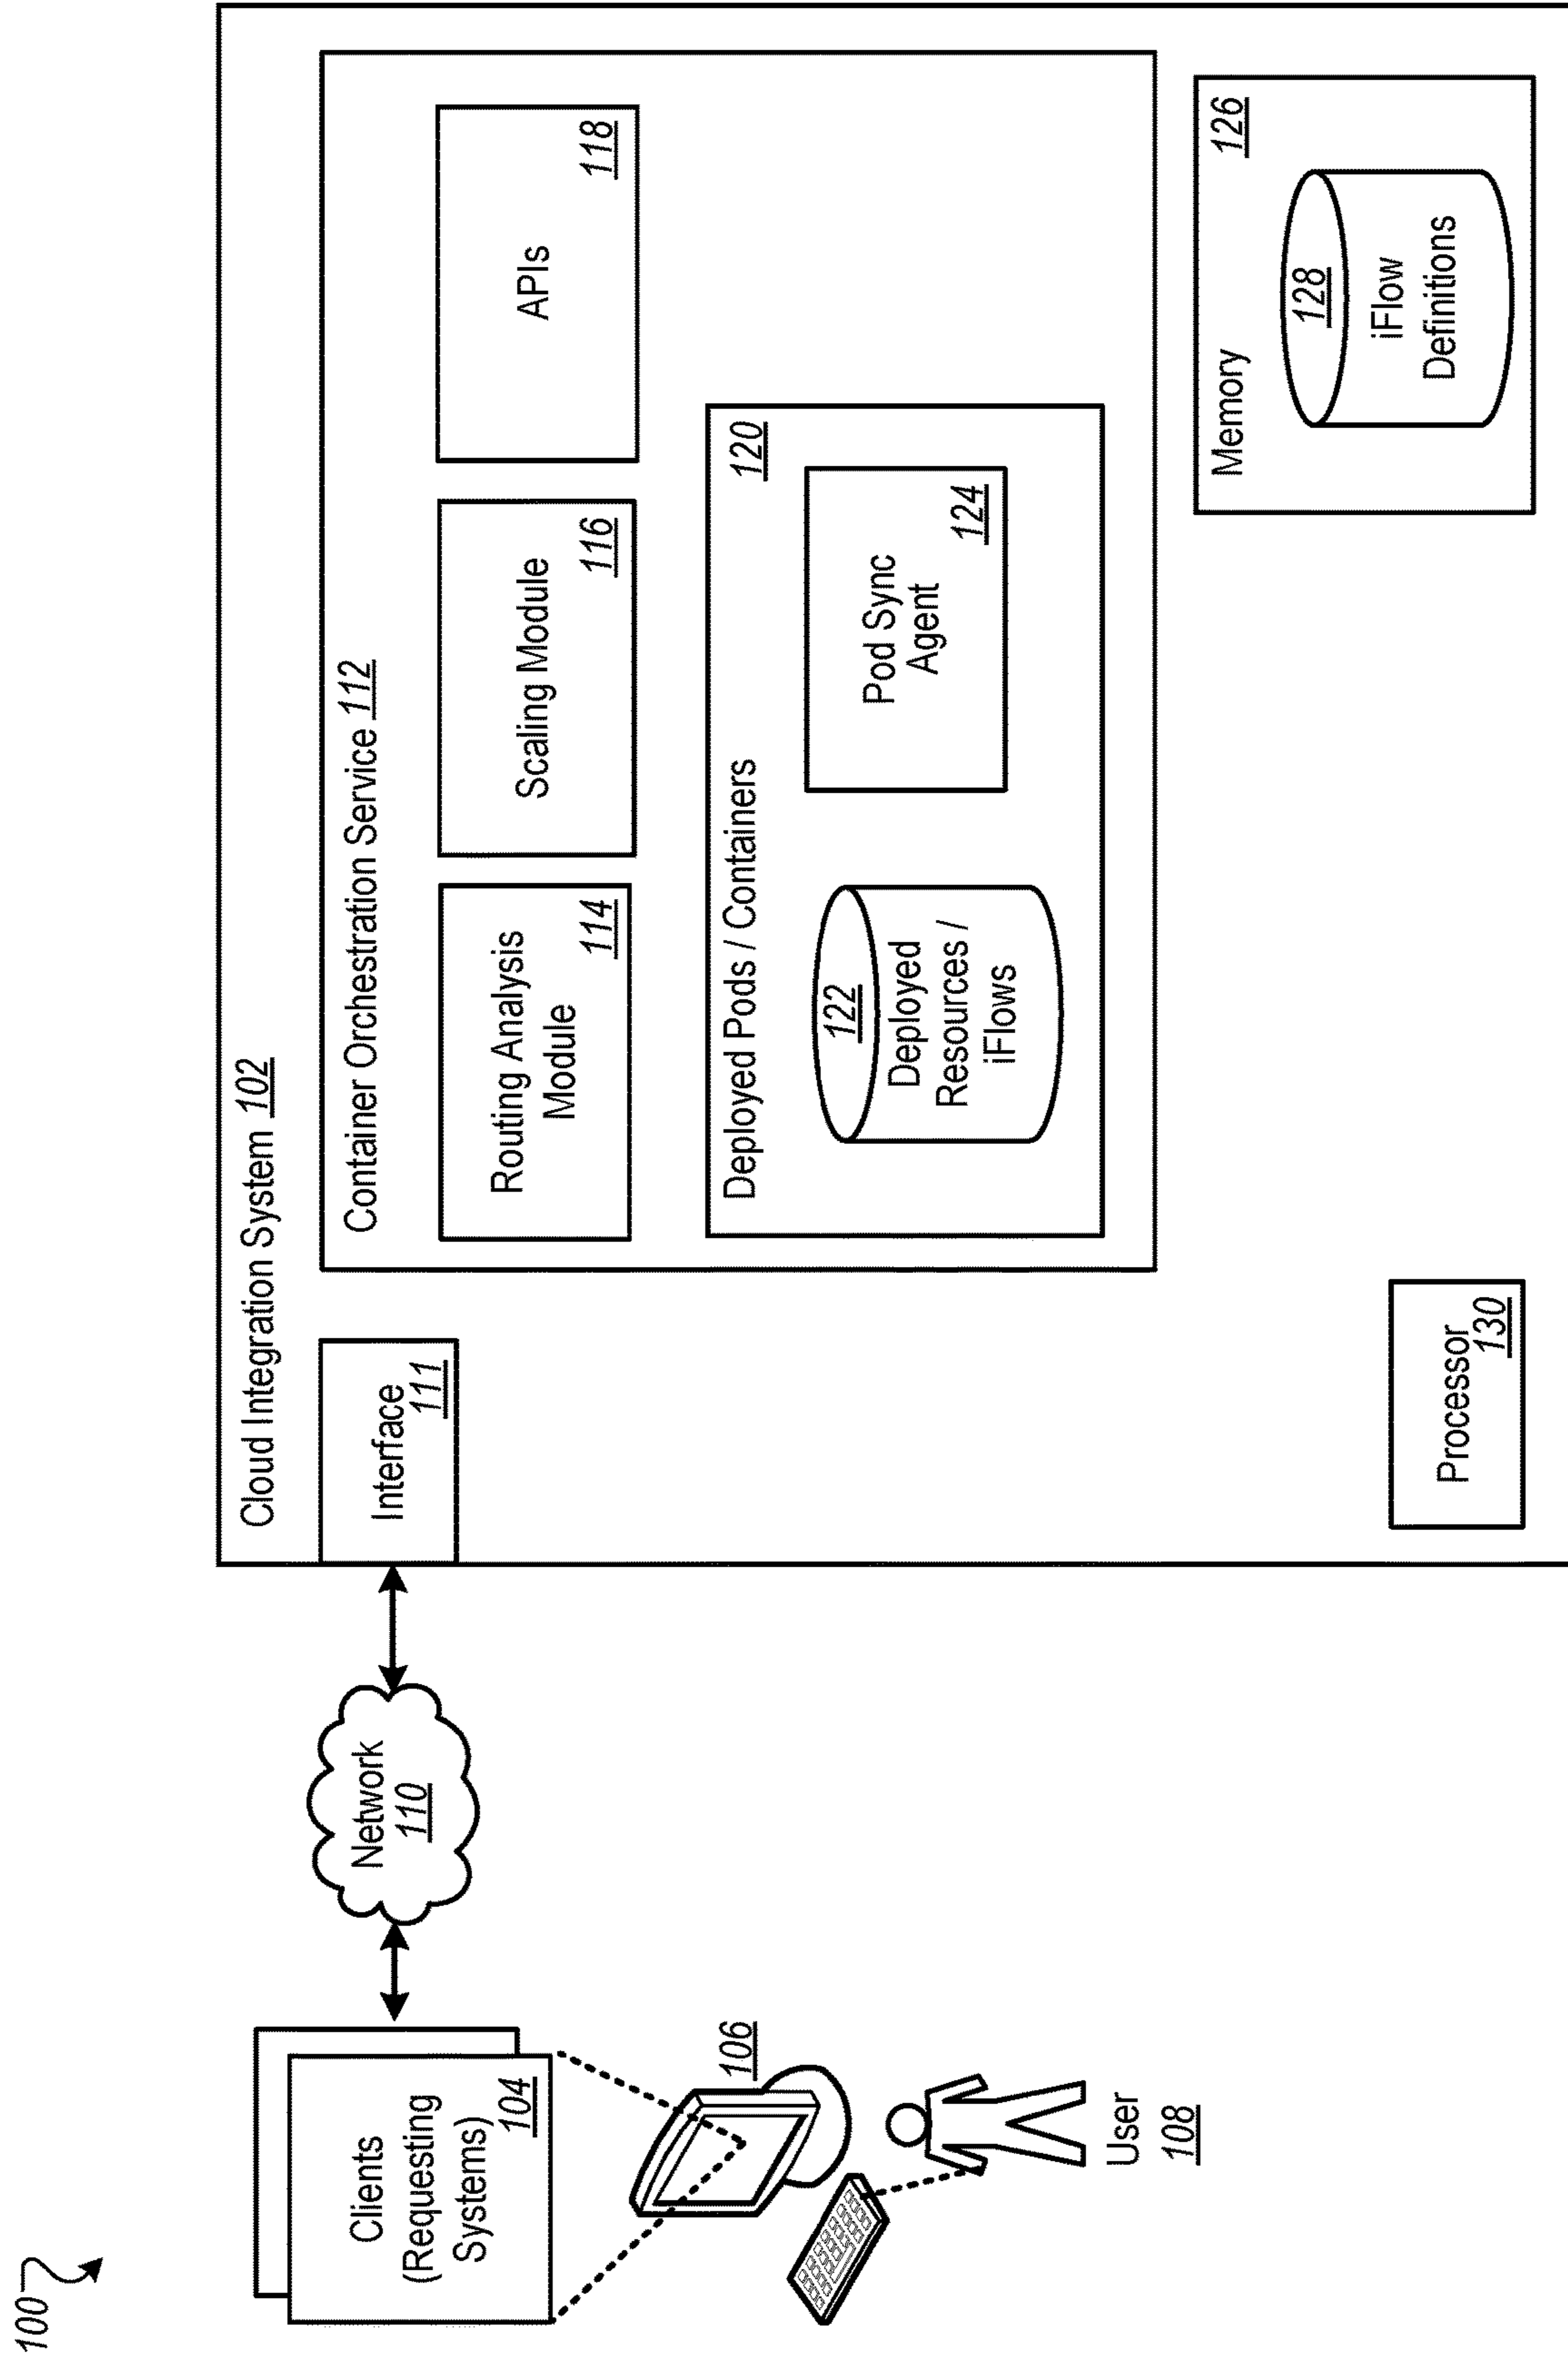 100
Clients
(Requesting
Systems)
104
106
User
108
Network
110
Cloud Integration System 102
Interface
111
Container Orchestration Service 112
Routing Analysis
Module
114
Scaling Module
116
APIs
118
Deployed Pods / Containers
120
122
Deployed
Resources /
iFlows
Pod Sync
Agent
124
Processor
130
Memory
126
128
iFlow
Definitions